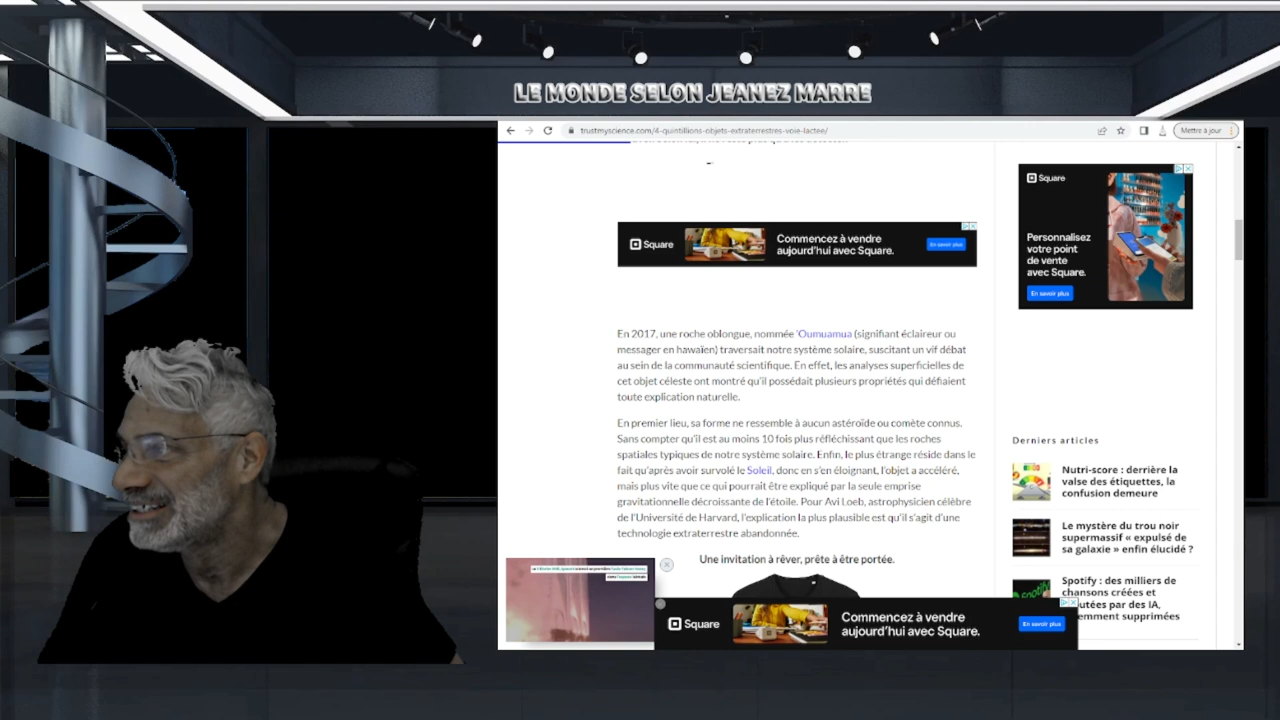 LE MONDE SELON JEANEZ MARRE
trustmyscience.com/4-quintillions-objets-extraterrestres-voie-lactee/
Mettre à jour
Square
Commencez à vendre
aujourd'hui avec Square.
En savoir plus
Square
Personnalisez
votre point
de vente
avec Square.
En savoir plus
En 2017, une roche oblongue, nommée 'Oumuamua (signifiant éclaireur ou
messager en hawaïen) traversait notre système solaire, suscitant un vif débat
au sein de la communauté scientifique. En effet, les analyses superficielles de
cet objet céleste ont montré qu'il possédait plusieurs propriétés qui défiaient
toute explication naturelle.
En premier lieu, sa forme ne ressemble à aucun astéroïde ou comète connus.
Sans compter qu'il est au moins 10 fois plus réfléchissant que les roches
spatiales typiques de notre système solaire. Enfin, le plus étrange réside dans le
fait qu'après avoir survolé le Soleil, donc en s'en éloignant, l'objet a accéléré,
mais plus vite que ce qui pourrait être expliqué par la seule emprise
gravitationnelle décroissante de l'étoile. Pour Avi Loeb, astrophysicien célèbre
de l'Université de Harvard, l'explication la plus plausible est qu'il s'agit d'une
technologie extraterrestre abandonnée.
Une invitation à rêver, prête à être portée.
Derniers articles
Nutri-score : derrière la
valse des étiquettes, la
confusion demeure
Le mystère du trou noir
supermassif « expulsé de
sa galaxie » enfin élucidé ?
Spotify : des milliers de
chansons créées et
utées par des IA,
emment supprimées
Square
Commencez à vendre
aujourd'hui avec Square.
En savoir plus